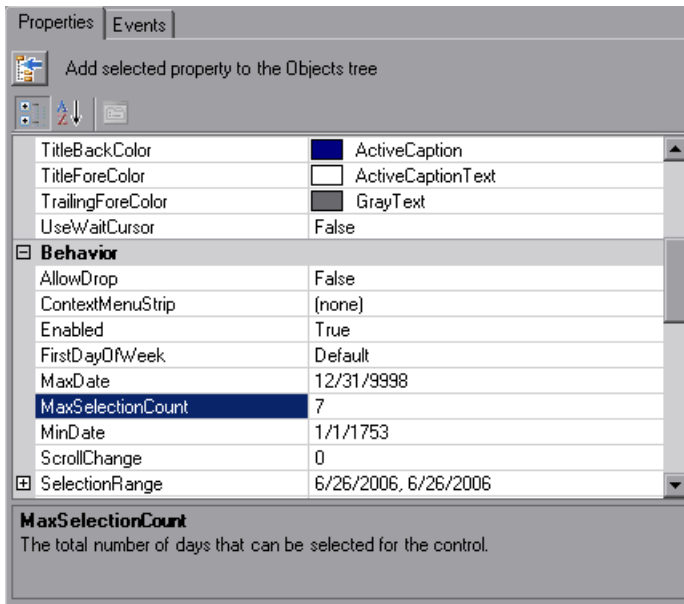 Properties Events
Add selected property to the Objects tree
TitleBackColor ActiveCaption
TitleForeColor ActiveCaptionText
TrailingForeColor GrayText
UseWaitCursor False
Behavior
AllowDrop False
ContextMenuStrip (none)
Enabled True
FirstDayOfWeek Default
MaxDate 12/31/9998
MaxSelectionCount 7
MinDate 1/1/1753
ScrollChange 0
SelectionRange 6/26/2006, 6/26/2006
MaxSelectionCount
The total number of days that can be selected for the control.